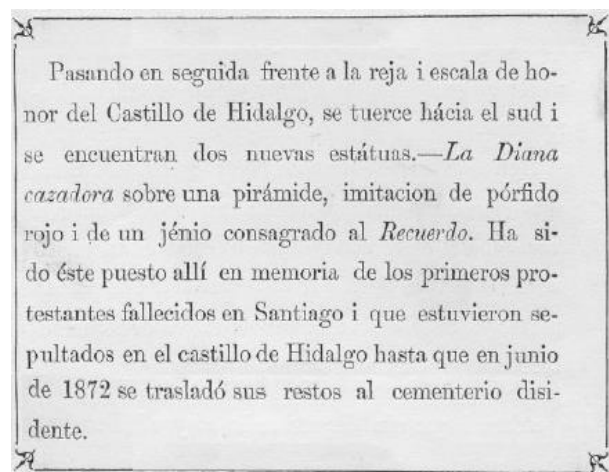 Pasando en seguida frente a la reja i escala de ho-
nor del Castillo de Hidalgo, se tuerce hácia el sud i
se encuentran dos nuevas estátuas.—La Diana
cazadora sobre una pirámide, imitacion de pórfido
rojo i de un jénio consagrado al Recuerdo. Ha si-
do éste puesto allí en memoria de los primeros pro-
testantes fallecidos en Santiago i que estuvieron se-
pultados en el castillo de Hidalgo hasta que en junio
de 1872 se trasladó sus restos al cementerio disi-
dente.